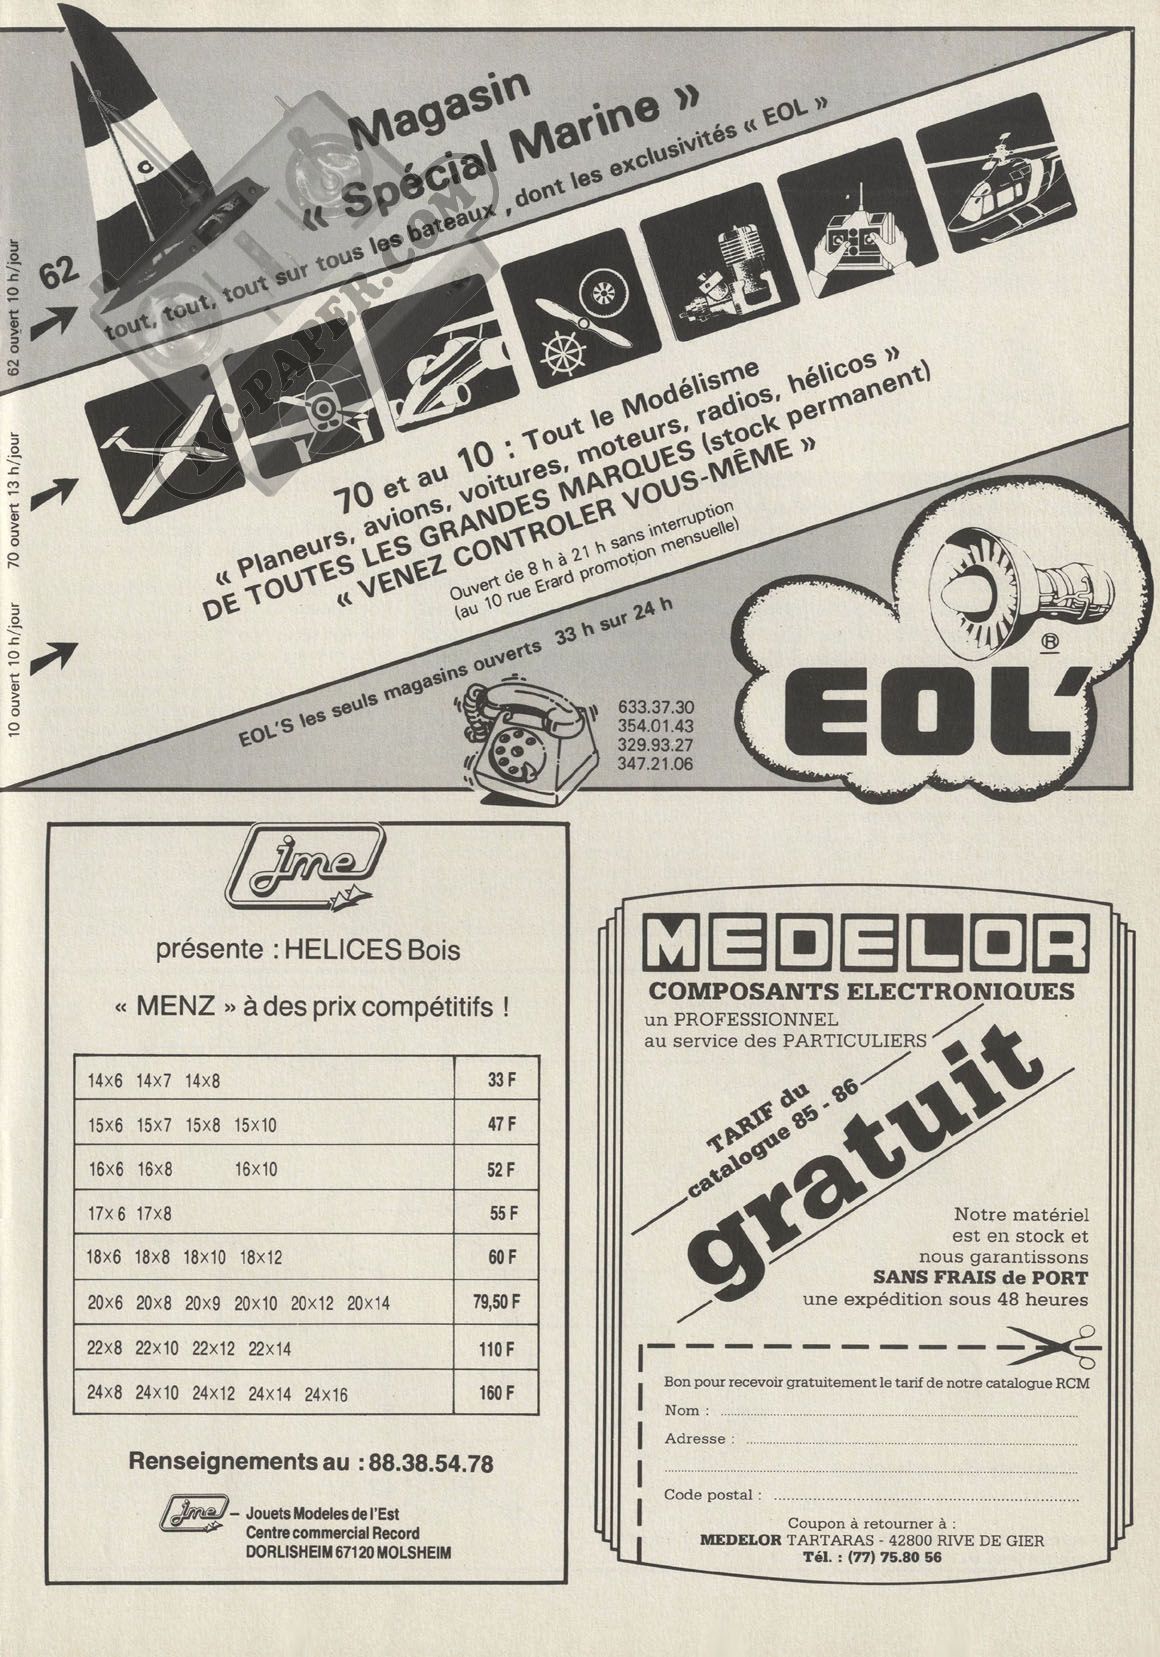 Magasin
« Spécial Marine »
62
tout, tout, tout sur tous les bateaux, dont les exclusivités « EOL »
62 ouvert 10 h/jour
70 ouvert 13 h/jour
10 ouvert 10 h/jour
RC-PAPER.COM
70 et au 10 : Tout le Modélisme
« Planeurs, avions, voitures, moteurs, radios, hélicos »
DE TOUTES LES GRANDES MARQUES (stock permanent)
« VENEZ CONTROLER VOUS-MÊME »
Ouvert de 8 h à 21 h sans interruption
(au 10 rue Erard promotion mensuelle)
EOL'S les seuls magasins ouverts 33 h sur 24 h
633.37.30
354.01.43
329.93.27
347.21.06
®
EOL'
jme
présente : HELICES Bois
« MENZ » à des prix compétitifs !
14×6 14×7 14×8 33 F
15×6 15×7 15×8 15×10 47 F
16×6 16×8 16×10 52 F
17×6 17×8 55 F
18×6 18×8 18×10 18×12 60 F
20×6 20×8 20×9 20×10 20×12 20×14 79,50 F
22×8 22×10 22×12 22×14 110 F
24×8 24×10 24×12 24×14 24×16 160 F
Renseignements au : 88.38.54.78
jme – Jouets Modeles de l'Est
Centre commercial Record
DORLISHEIM 67120 MOLSHEIM
MEDELOR
COMPOSANTS ELECTRONIQUES
un PROFESSIONNEL
au service des PARTICULIERS
TARIF du
catalogue 85 - 86
gratuit
Notre matériel
est en stock et
nous garantissons
SANS FRAIS de PORT
une expédition sous 48 heures
Bon pour recevoir gratuitement le tarif de notre catalogue RCM
Nom :
Adresse :
Code postal :
Coupon à retourner à :
MEDELOR TARTARAS - 42800 RIVE DE GIER
Tél. : (77) 75.80 56